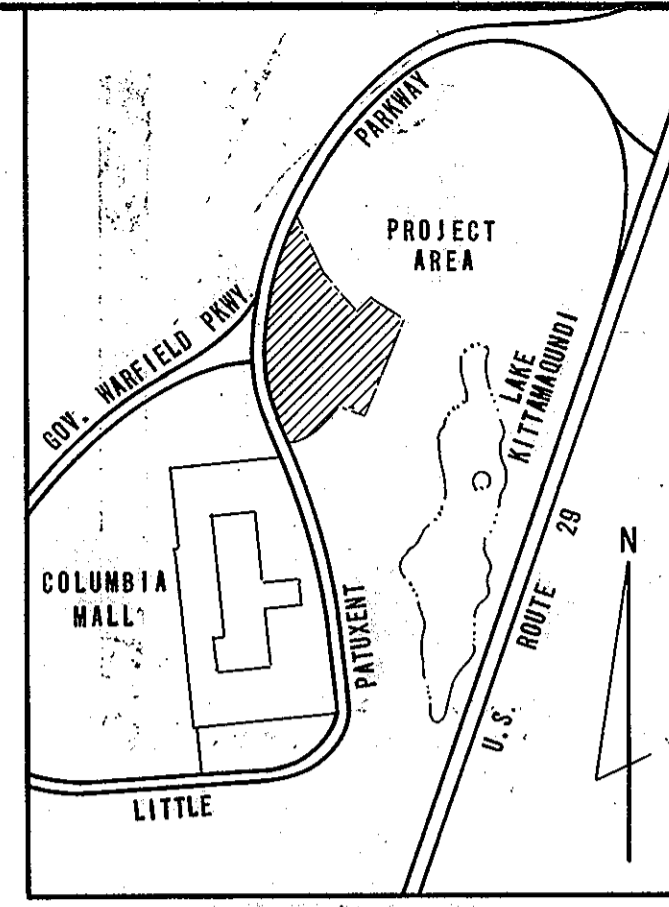 PARKWAY
PROJECT
AREA
GOV. WARFIELD PKWY.
LAKE
KITTAMAQUNDI
COLUMBIA
MALL
PATUXENT
LITTLE
U.S. ROUTE 29
N